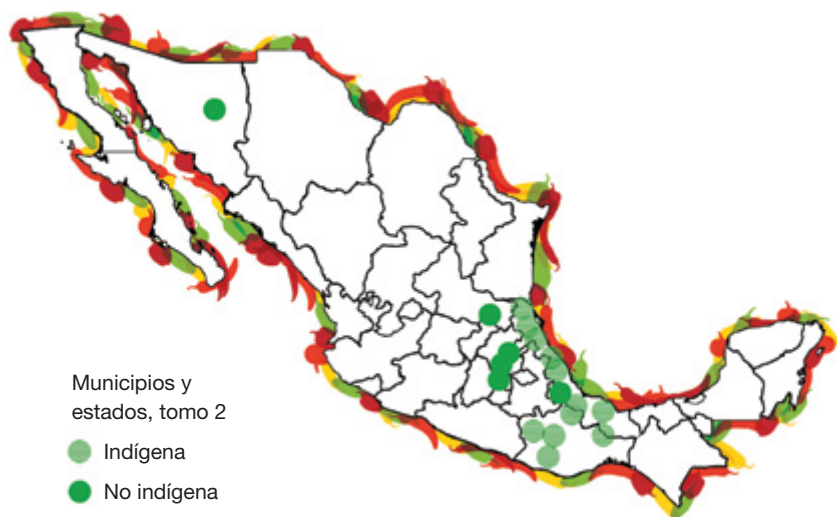 Municipios y
estados, tomo 2
Indígena
No indígena